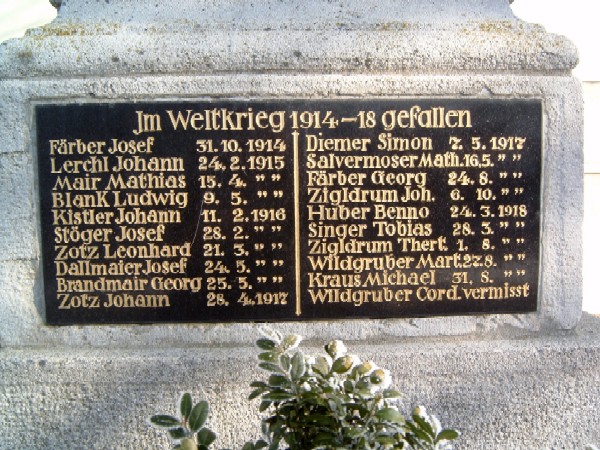 Jm Weltkrieg 1914.–18 gefallen
Färber Josef 31. 10. 1914
Lerchl Johann 24. 2. 1915
Mair Mathias 15. 4. " "
Blank Ludwig 9. 5. " "
Kistler Johann 11. 2. 1916
Stöger Josef 28. 2. " "
Zotz Leonhard 21. 3. " "
Dallmaier Josef 24. 5. " "
Brandmair Georg 25. 5. " "
Zotz Johann 28. 4. 1917
Diemer Simon 7. 5. 1917
Salvermoser Math. 16.5. " "
Färber Georg 24. 8. " "
Zigldrum Joh. 6. 10. " "
Huber Benno 24. 3. 1918
Singer Tobias 28. 3. " "
Zigldrum Thert. 1. 8. " "
Wildgruber Mart. 27. 8. " "
Kraus Michael 31. 8. " "
Wildgruber Cord. vermisst